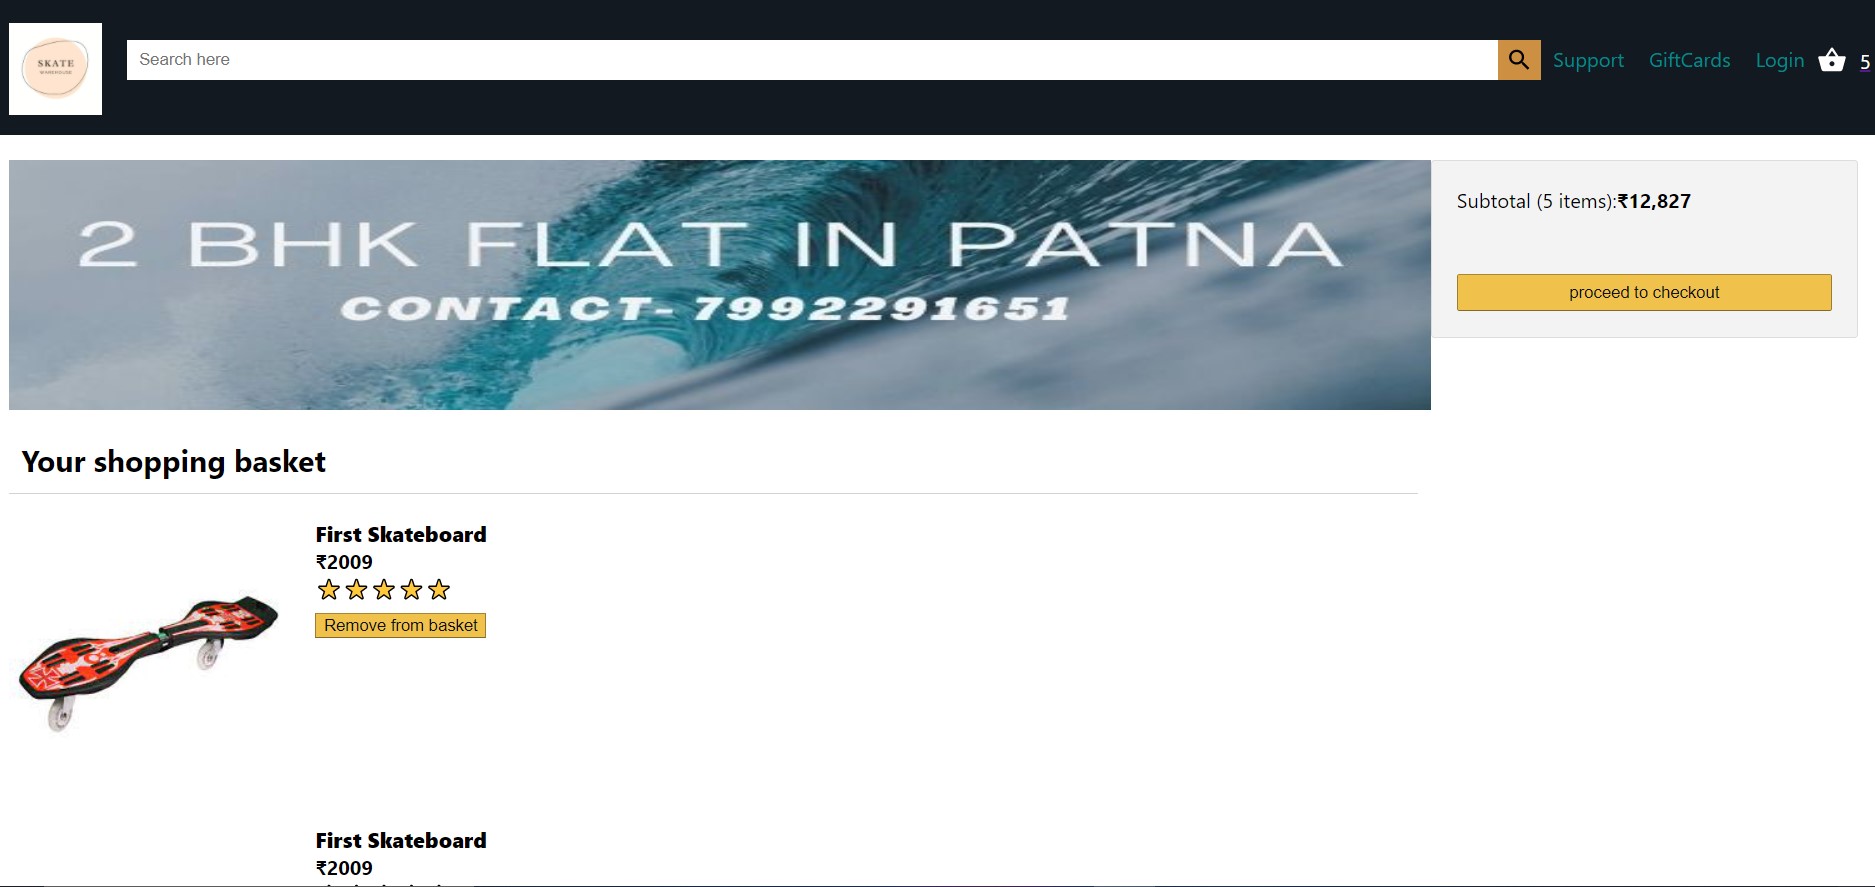 SKATE
WAREHOUSE
Search here
Support
GiftCards
Login
5
2 BHK FLAT IN PATNA
CONTACT- 7992291651
Subtotal (5 items):₹12,827
proceed to checkout
Your shopping basket
First Skateboard
₹2009
Remove from basket
First Skateboard
₹2009